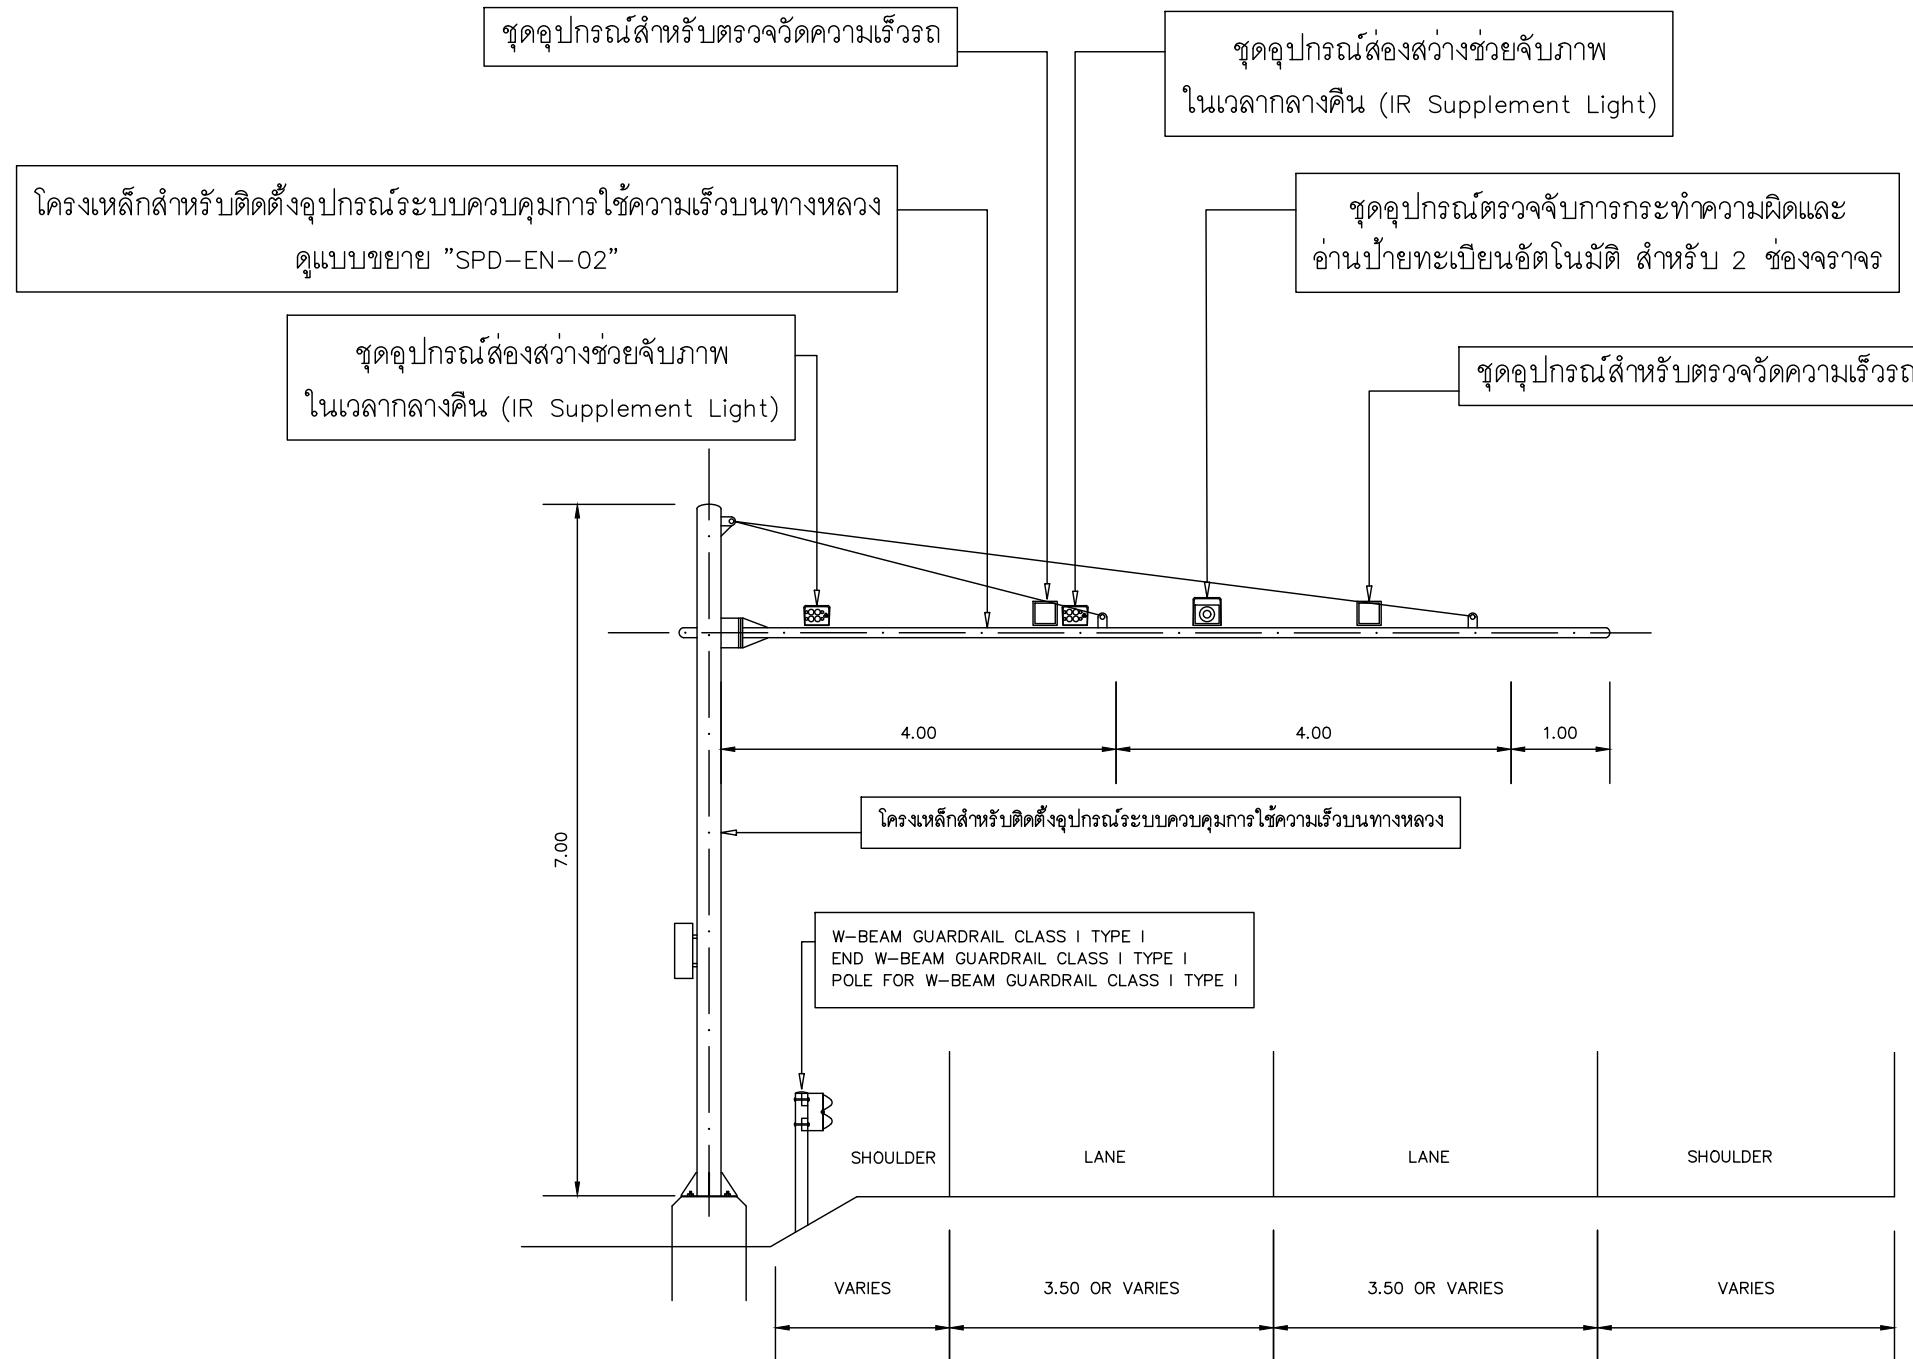 ชุดอุปกรณ์สำหรับตรวจวัดความเร็วรถ
ชุดอุปกรณ์ส่องสว่างช่วยจับภาพ
ในเวลากลางคืน (IR Supplement Light)
โครงเหล็กสำหรับติดตั้งอุปกรณ์ระบบควบคุมการใช้ความเร็วบนทางหลวง
ดูแบบขยาย "SPD-EN-02"
ชุดอุปกรณ์ตรวจจับการกระทำความผิดและ
อ่านป้ายทะเบียนอัตโนมัติ สำหรับ 2 ช่องจราจร
ชุดอุปกรณ์ส่องสว่างช่วยจับภาพ
ในเวลากลางคืน (IR Supplement Light)
ชุดอุปกรณ์สำหรับตรวจวัดความเร็วรถ
4.00
4.00
1.00
7.00
โครงเหล็กสำหรับติดตั้งอุปกรณ์ระบบควบคุมการใช้ความเร็วบนทางหลวง
W-BEAM GUARDRAIL CLASS I TYPE I
END W-BEAM GUARDRAIL CLASS I TYPE I
POLE FOR W-BEAM GUARDRAIL CLASS I TYPE I
SHOULDER
LANE
LANE
SHOULDER
VARIES
3.50 OR VARIES
3.50 OR VARIES
VARIES